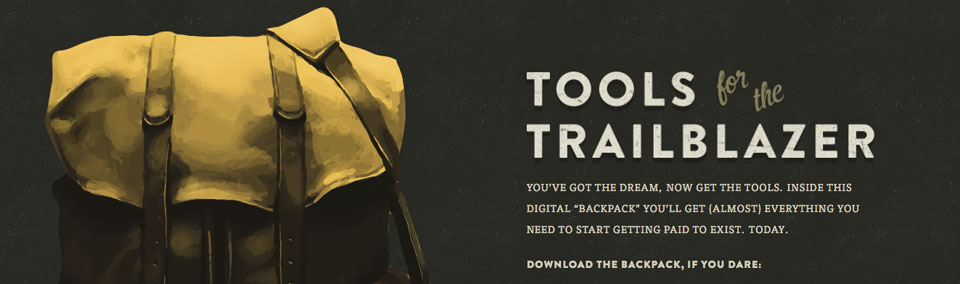 TOOLS for the
TRAILBLAZER
YOU'VE GOT THE DREAM, NOW GET THE TOOLS. INSIDE THIS
DIGITAL “BACKPACK” YOU'LL GET (ALMOST) EVERYTHING YOU
NEED TO START GETTING PAID TO EXIST. TODAY.
DOWNLOAD THE BACKPACK, IF YOU DARE: